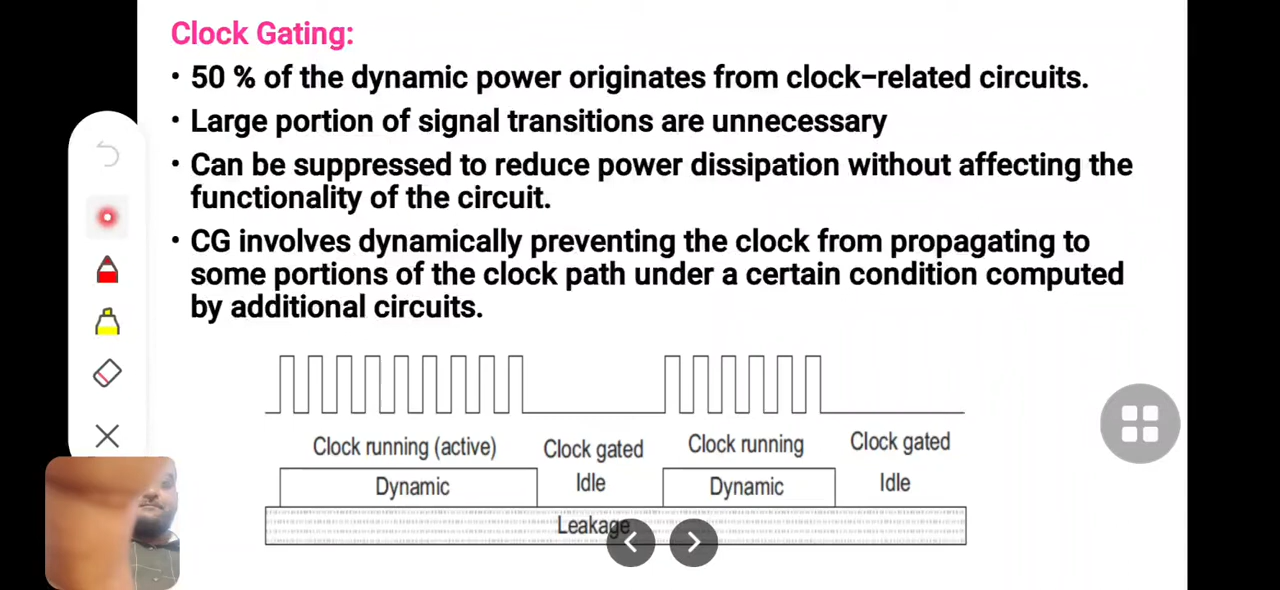 Clock Gating:
• 50 % of the dynamic power originates from clock-related circuits.
• Large portion of signal transitions are unnecessary
• Can be suppressed to reduce power dissipation without affecting the
functionality of the circuit.
• CG involves dynamically preventing the clock from propagating to
some portions of the clock path under a certain condition computed
by additional circuits.
Clock running (active) Clock gated Clock running Clock gated
Dynamic Idle Dynamic Idle
Leakage